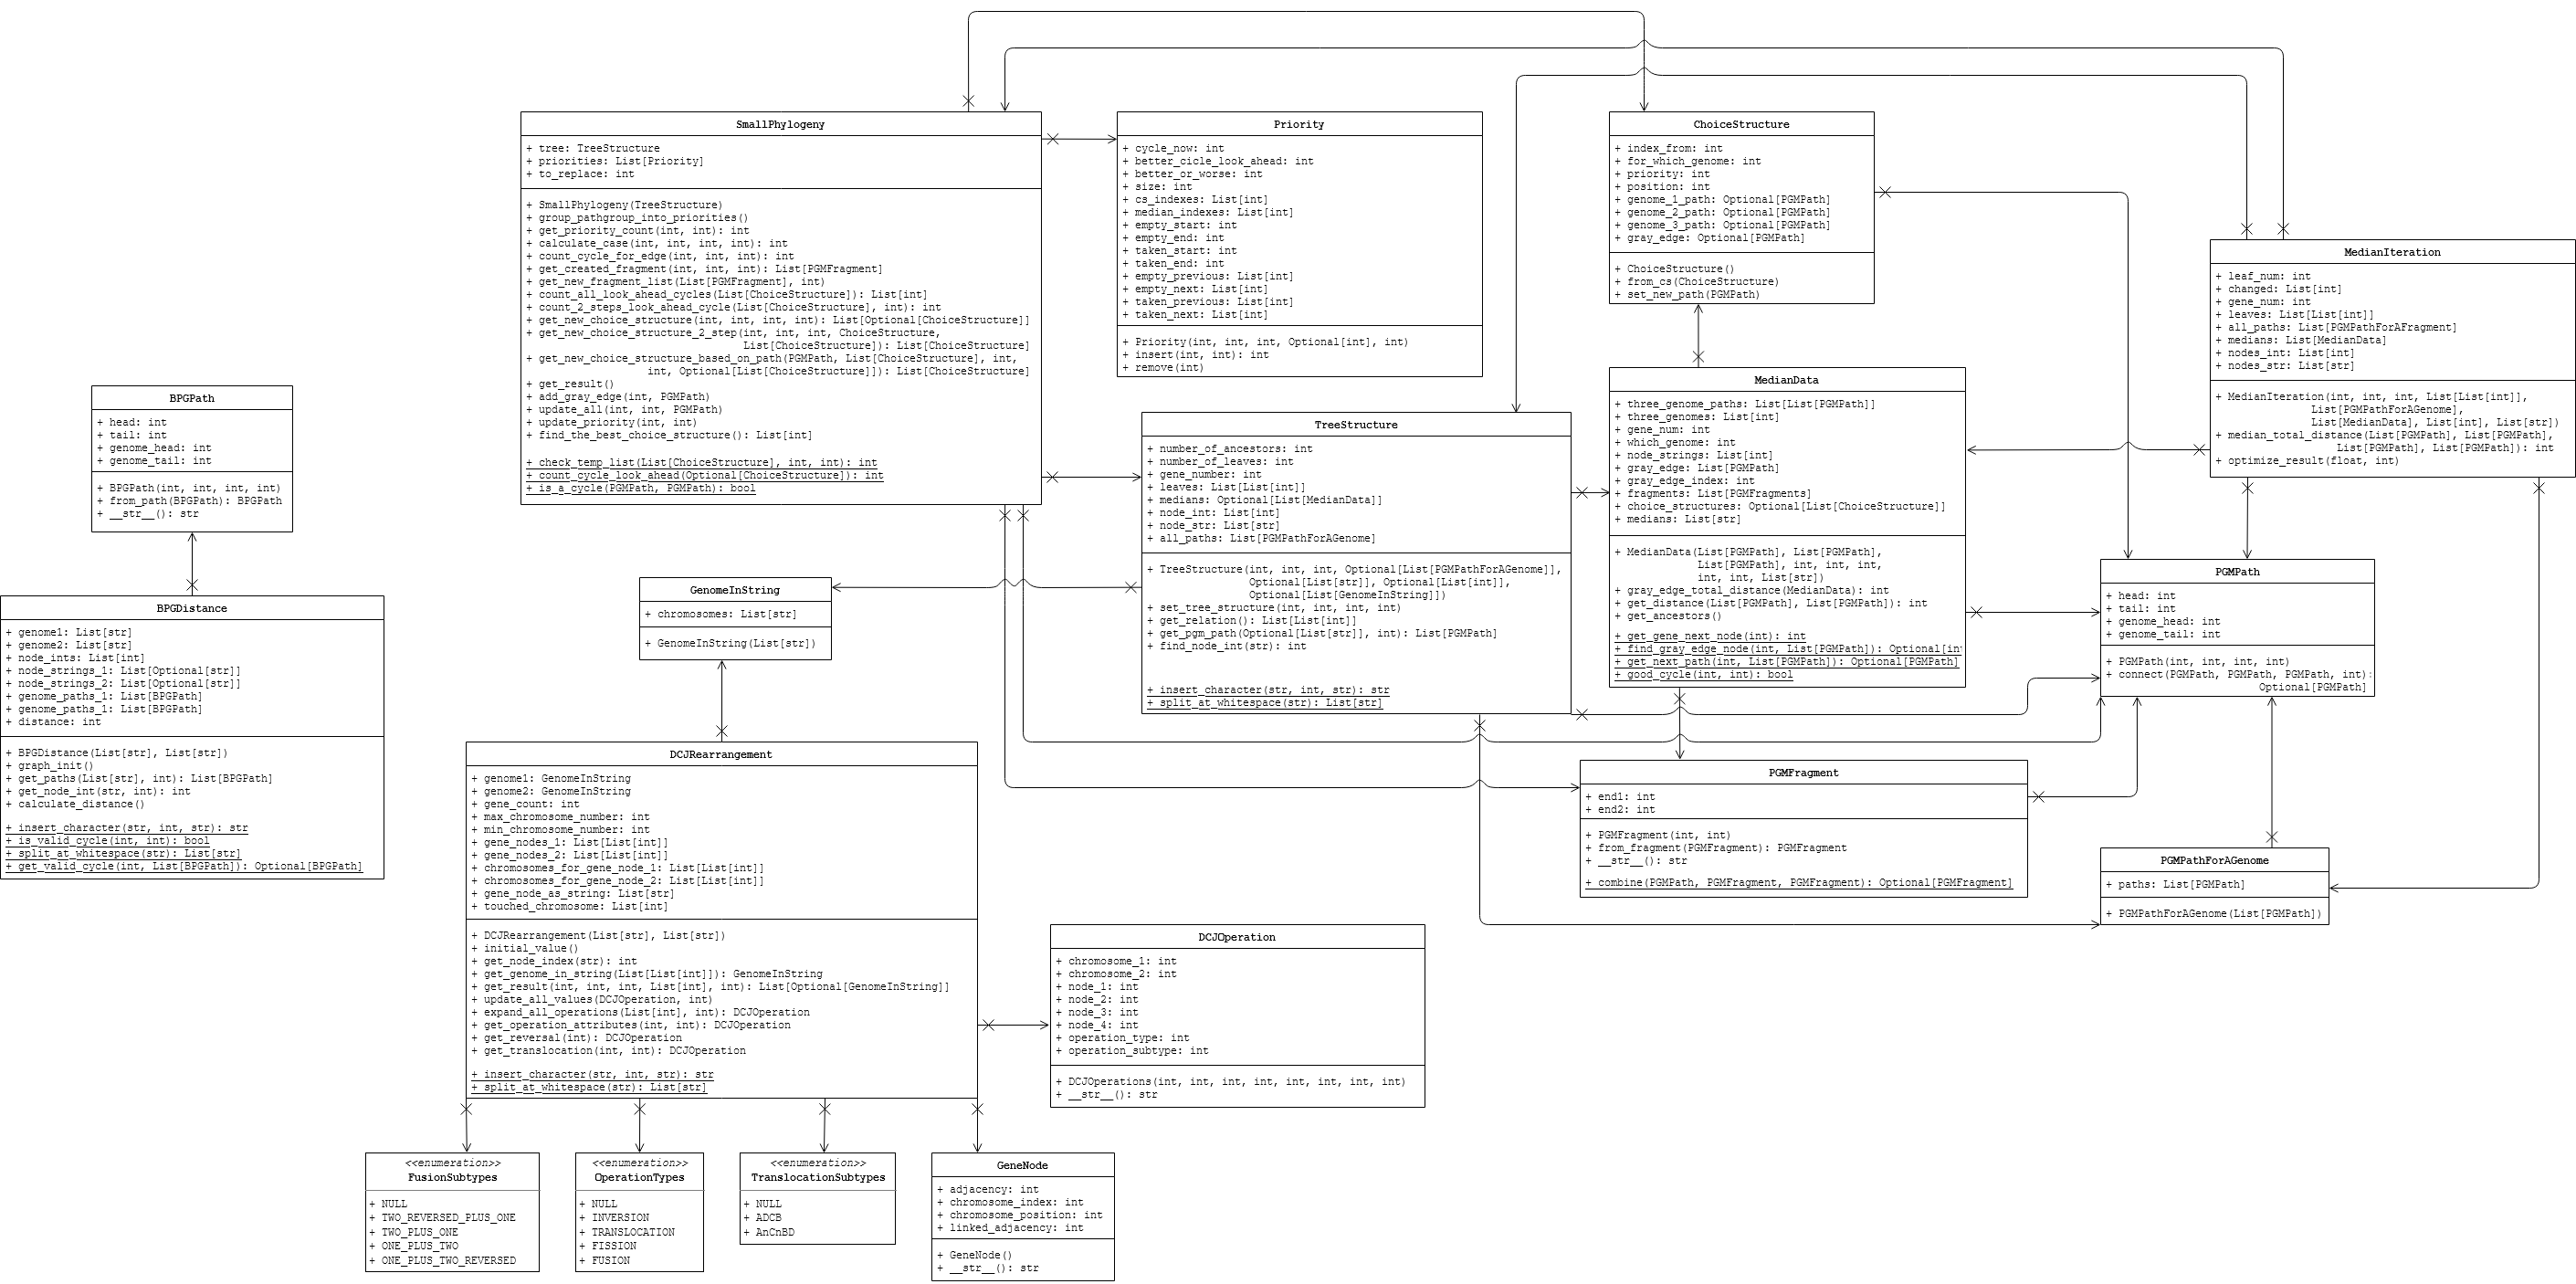 SmallPhylogeny
+ tree: TreeStructure
+ priorities: List[Priority]
+ to_replace: int
+ SmallPhylogeny(TreeStructure)
+ group_pathgroup_into_priorities()
+ get_priority_count(int, int): int
+ calculate_case(int, int, int, int): int
+ count_cycle_for_edge(int, int, int): int
+ get_created_fragment(int, int, int): List[PGMFragment]
+ get_new_fragment_list(List[PGMFragment], int)
+ count_all_look_ahead_cycles(List[ChoiceStructure]): List[int]
+ count_2_steps_look_ahead_cycle(List[ChoiceStructure], int): int
+ get_new_choice_structure(int, int, int, int): List[Optional[ChoiceStructure]]
+ get_new_choice_structure_2_step(int, int, int, ChoiceStructure,
List[ChoiceStructure]): List[ChoiceStructure]
+ get_new_choice_structure_based_on_path(PGMPath, List[ChoiceStructure], int,
int, Optional[List[ChoiceStructure]]): List[ChoiceStructure]
+ get_result()
+ add_gray_edge(int, PGMPath)
+ update_all(int, int, PGMPath)
+ update_priority(int, int)
+ find_the_best_choice_structure(): List[int]
+ check_temp_list(List[ChoiceStructure], int, int): int
+ count_cycle_look_ahead(Optional[ChoiceStructure]): int
+ is_a_cycle(PGMPath, PGMPath): bool
Priority
+ cycle_now: int
+ better_cicle_look_ahead: int
+ better_or_worse: int
+ size: int
+ cs_indexes: List[int]
+ median_indexes: List[int]
+ empty_start: int
+ empty_end: int
+ taken_start: int
+ taken_end: int
+ empty_previous: List[int]
+ empty_next: List[int]
+ taken_previous: List[int]
+ taken_next: List[int]
+ Priority(int, int, int, Optional[int], int)
+ insert(int, int): int
+ remove(int)
ChoiceStructure
+ index_from: int
+ for_which_genome: int
+ priority: int
+ position: int
+ genome_1_path: Optional[PGMPath]
+ genome_2_path: Optional[PGMPath]
+ genome_3_path: Optional[PGMPath]
+ gray_edge: Optional[PGMPath]
+ ChoiceStructure()
+ from_cs(ChoiceStructure)
+ set_new_path(PGMPath)
MedianIteration
+ leaf_num: int
+ changed: List[int]
+ gene_num: int
+ leaves: List[List[int]]
+ all_paths: List[PGMPathForAFragment]
+ medians: List[MedianData]
+ nodes_int: List[int]
+ nodes_str: List[str]
+ MedianIteration(int, int, int, List[List[int]],
List[PGMPathForAGenome],
List[MedianData], List[int], List[str])
+ median_total_distance(List[PGMPath], List[PGMPath],
List[PGMPath], List[PGMPath]): int
+ optimize_result(float, int)
BPGPath
+ head: int
+ tail: int
+ genome_head: int
+ genome_tail: int
+ BPGPath(int, int, int, int)
+ from_path(BPGPath): BPGPath
+ __str__(): str
TreeStructure
+ number_of_ancestors: int
+ number_of_leaves: int
+ gene_number: int
+ leaves: List[List[int]]
+ medians: Optional[List[MedianData]]
+ node_int: List[int]
+ node_str: List[str]
+ all_paths: List[PGMPathForAGenome]
+ TreeStructure(int, int, int, Optional[List[PGMPathForAGenome]],
Optional[List[str]], Optional[List[int]],
Optional[List[GenomeInString]])
+ set_tree_structure(int, int, int, int)
+ get_relation(): List[List[int]]
+ get_pgm_path(Optional[List[str]], int): List[PGMPath]
+ find_node_int(str): int
+ insert_character(str, int, str): str
+ split_at_whitespace(str): List[str]
MedianData
+ three_genome_paths: List[List[PGMPath]]
+ three_genomes: List[int]
+ gene_num: int
+ which_genome: int
+ node_strings: List[int]
+ gray_edge: List[PGMPath]
+ gray_edge_index: int
+ fragments: List[PGMFragments]
+ choice_structures: Optional[List[ChoiceStructure]]
+ medians: List[str]
+ MedianData(List[PGMPath], List[PGMPath],
List[PGMPath], int, int, int,
int, int, List[str])
+ gray_edge_total_distance(MedianData): int
+ get_distance(List[PGMPath], List[PGMPath]): int
+ get_ancestors()
+ get_gene_next_node(int): int
+ find_gray_edge_node(int, List[PGMPath]): Optional[in
+ get_next_path(int, List[PGMPath]): Optional[PGMPath]
+ good_cycle(int, int): bool
PGMPath
+ head: int
+ tail: int
+ genome_head: int
+ genome_tail: int
+ PGMPath(int, int, int, int)
+ connect(PGMPath, PGMPath, PGMPath, int):
Optional[PGMPath]
GenomeInString
+ chromosomes: List[str]
+ GenomeInString(List[str])
BPGDistance
+ genome1: List[str]
+ genome2: List[str]
+ node_ints: List[int]
+ node_strings_1: List[Optional[str]]
+ node_strings_2: List[Optional[str]]
+ genome_paths_1: List[BPGPath]
+ genome_paths_1: List[BPGPath]
+ distance: int
+ BPGDistance(List[str], List[str])
+ graph_init()
+ get_paths(List[str], int): List[BPGPath]
+ get_node_int(str, int): int
+ calculate_distance()
+ insert_character(str, int, str): str
+ is_valid_cycle(int, int): bool
+ split_at_whitespace(str): List[str]
+ get_valid_cycle(int, List[BPGPath]): Optional[BPGPath]
DCJRearrangement
+ genome1: GenomeInString
+ genome2: GenomeInString
+ gene_count: int
+ max_chromosome_number: int
+ min_chromosome_number: int
+ gene_nodes_1: List[List[int]]
+ gene_nodes_2: List[List[int]]
+ chromosomes_for_gene_node_1: List[List[int]]
+ chromosomes_for_gene_node_2: List[List[int]]
+ gene_node_as_string: List[str]
+ touched_chromosome: List[int]
+ DCJRearrangement(List[str], List[str])
+ initial_value()
+ get_node_index(str): int
+ get_genome_in_string(List[List[int]]): GenomeInString
+ get_result(int, int, int, List[int], int): List[Optional[GenomeInString]]
+ update_all_values(DCJOperation, int)
+ expand_all_operations(List[int], int): DCJOperation
+ get_operation_attributes(int, int): DCJOperation
+ get_reversal(int): DCJOperation
+ get_translocation(int, int): DCJOperation
+ insert_character(str, int, str): str
+ split_at_whitespace(str): List[str]
PGMFragment
+ end1: int
+ end2: int
+ PGMFragment(int, int)
+ from_fragment(PGMFragment): PGMFragment
+ __str__(): str
+ combine(PGMPath, PGMFragment, PGMFragment): Optional[PGMFragment]
PGMPathForAGenome
+ paths: List[PGMPath]
+ PGMPathForAGenome(List[PGMPath])
DCJOperation
+ chromosome_1: int
+ chromosome_2: int
+ node_1: int
+ node_2: int
+ node_3: int
+ node_4: int
+ operation_type: int
+ operation_subtype: int
+ DCJOperations(int, int, int, int, int, int, int, int)
+ __str__(): str
<<enumeration>>
FusionSubtypes
+ NULL
+ TWO_REVERSED_PLUS_ONE
+ TWO_PLUS_ONE
+ ONE_PLUS_TWO
+ ONE_PLUS_TWO_REVERSED
<<enumeration>>
OperationTypes
+ NULL
+ INVERSION
+ TRANSLOCATION
+ FISSION
+ FUSION
<<enumeration>>
TranslocationSubtypes
+ NULL
+ ADCB
+ AnCnBD
GeneNode
+ adjacency: int
+ chromosome_index: int
+ chromosome_position: int
+ linked_adjacency: int
+ GeneNode()
+ __str__(): str